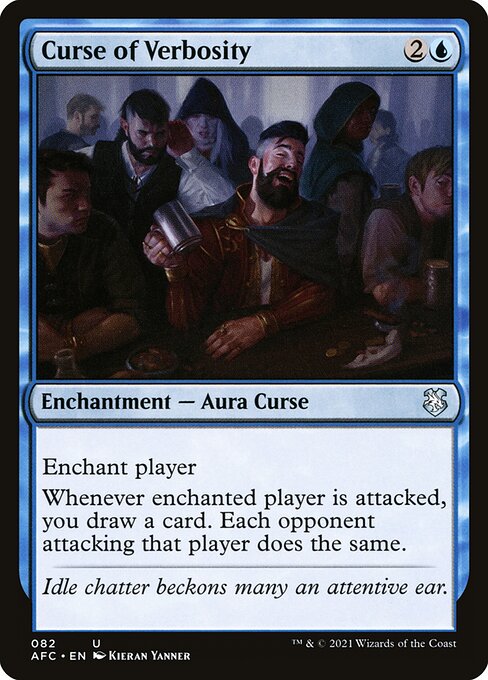 Curse of Verbosity 2
Enchantment — Aura Curse
Enchant player
Whenever enchanted player is attacked,
you draw a card. Each opponent
attacking that player does the same.
Idle chatter beckons many an attentive ear.
082 U
AFC • EN Kieran Yanner
™ & © 2021 Wizards of the Coast